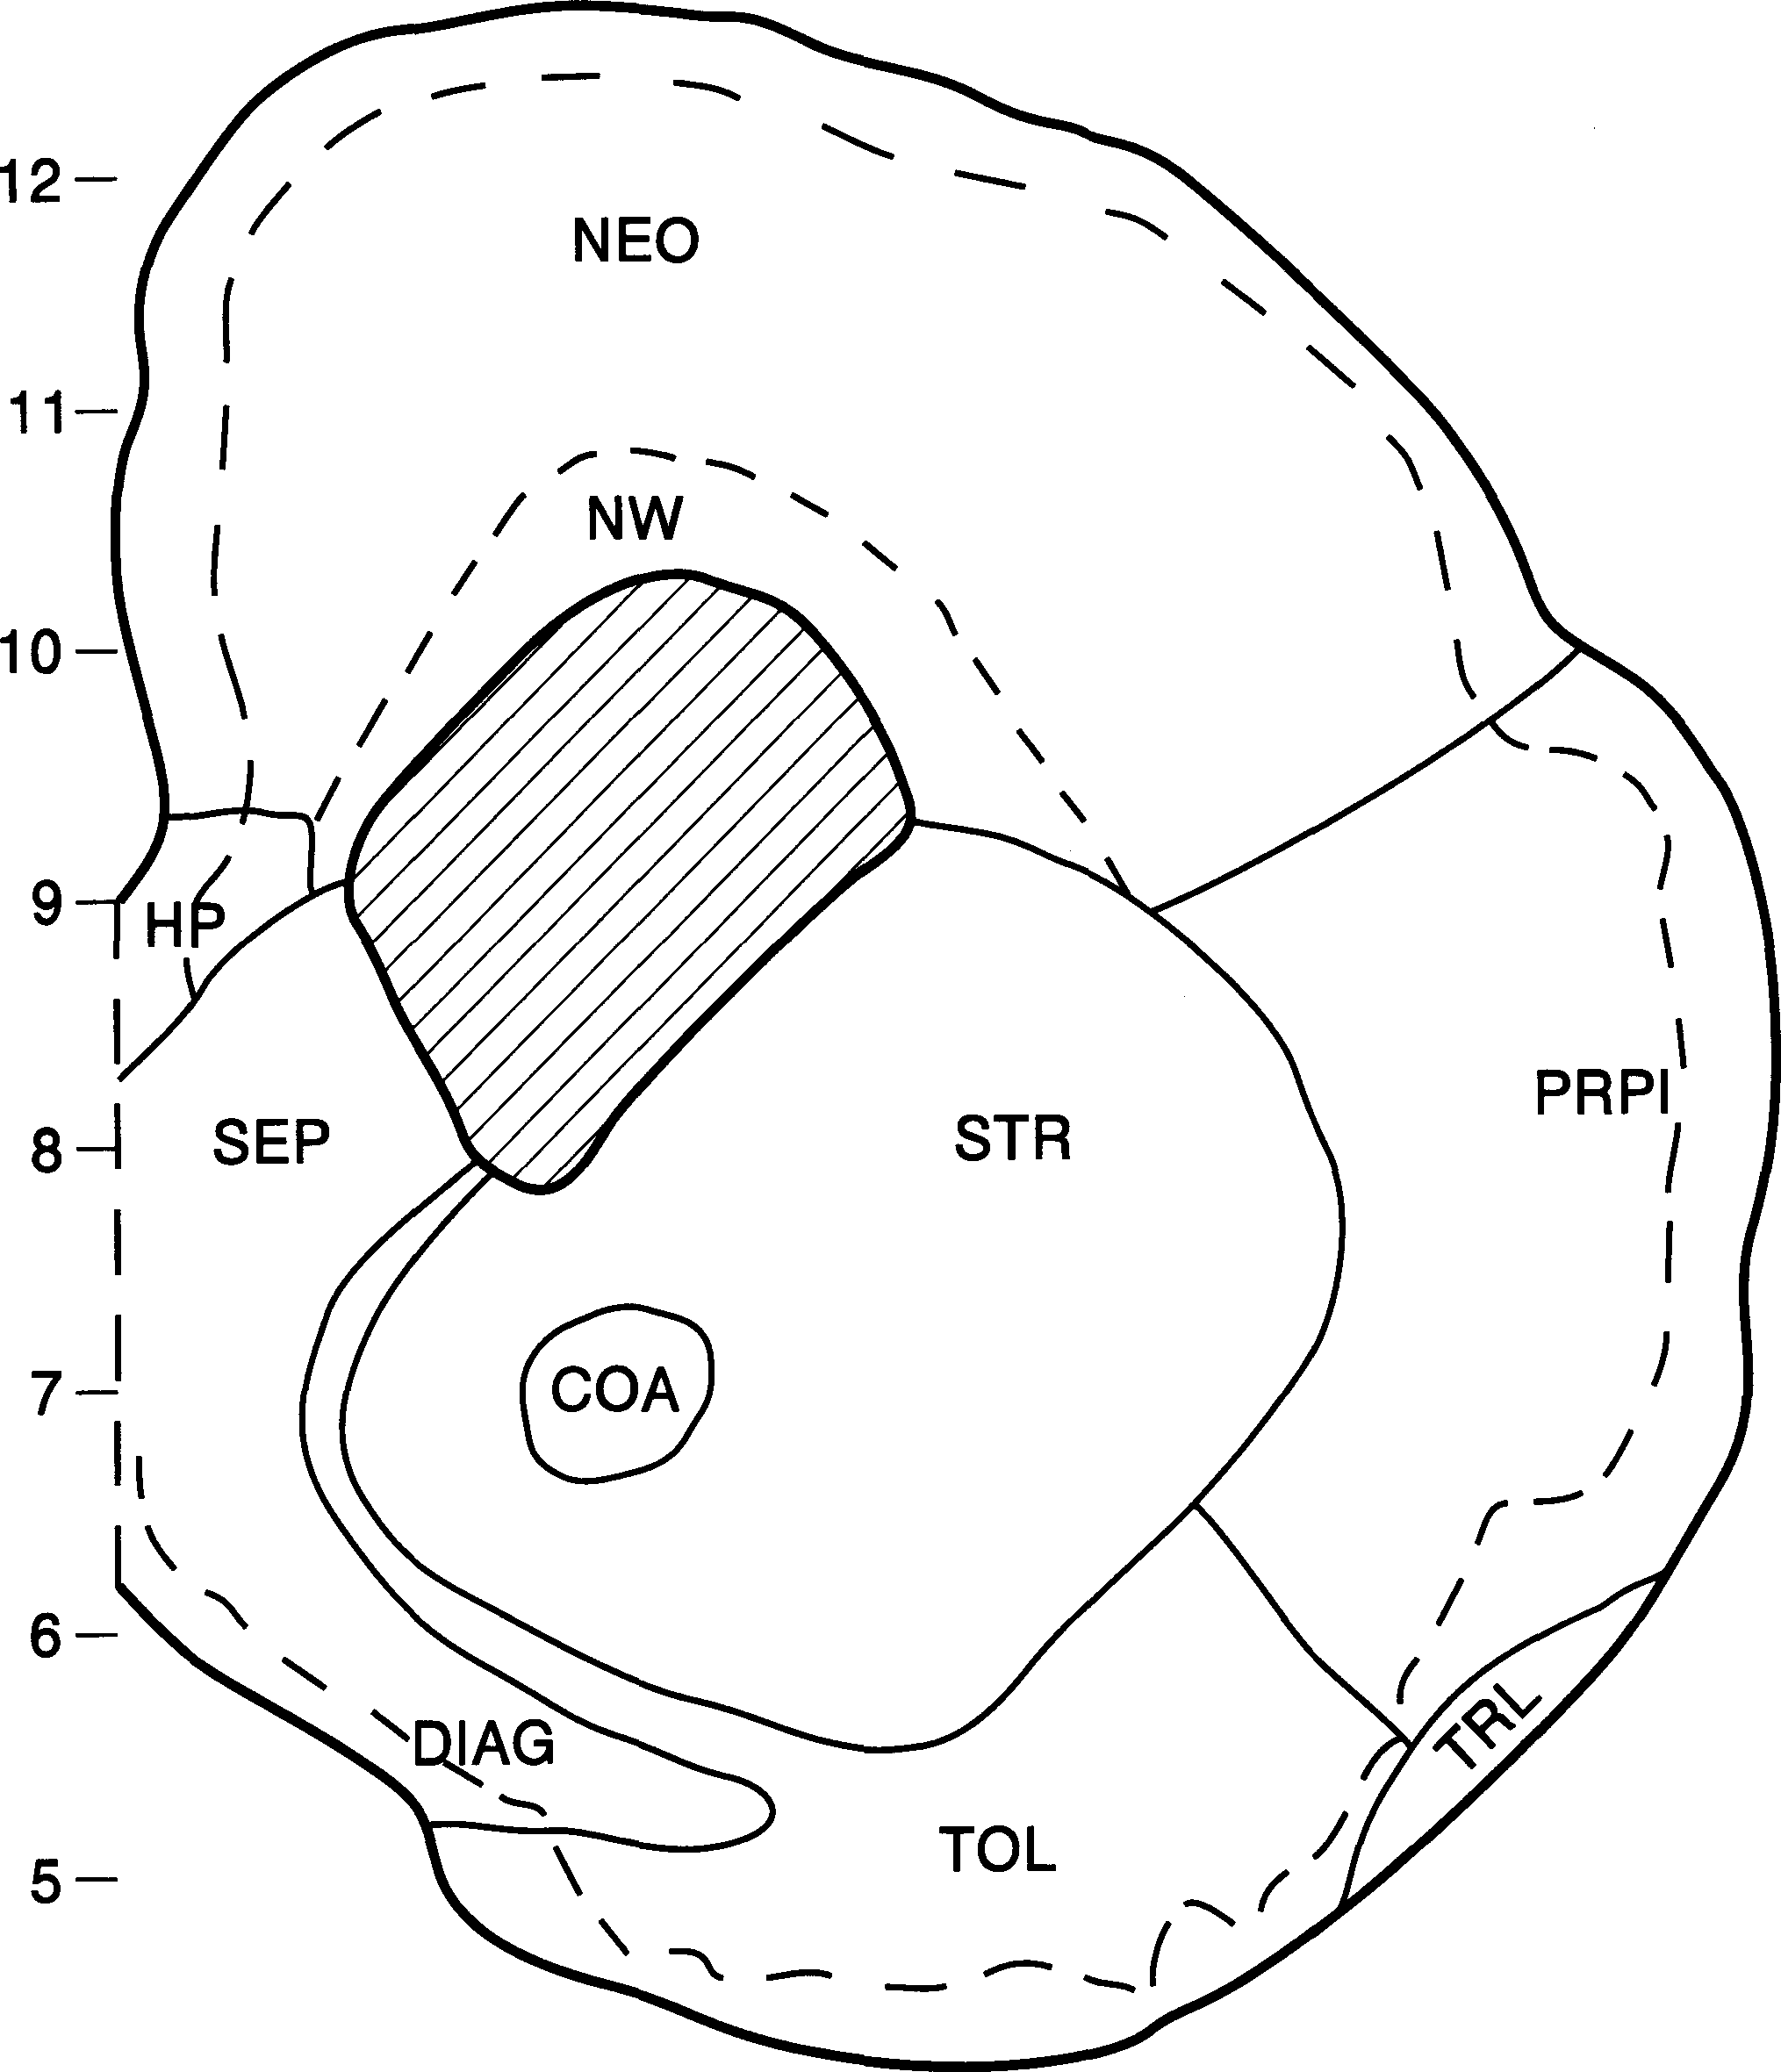 12
NEO
11
NW
10
9
HP
PRPI
8
SEP
STR
7
COA
6
TRL
DIAG
TOL
5